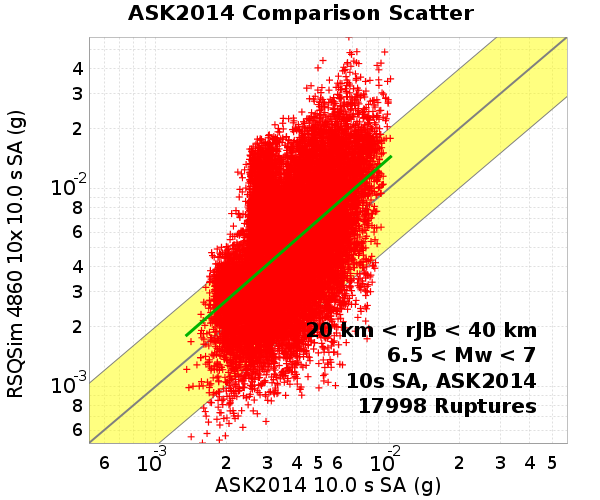 ASK2014 Comparison Scatter
RSQSim 4860 10x 10.0 s SA (g)
4
3
2
10-2
8
6
4
3
2
10-3
8
6
20 km < rJB < 40 km
6.5 < Mw < 7
10s SA, ASK2014
17998 Ruptures
6 10-3 2 3 4 5 6 10-2 2 3 4 5
ASK2014 10.0 s SA (g)